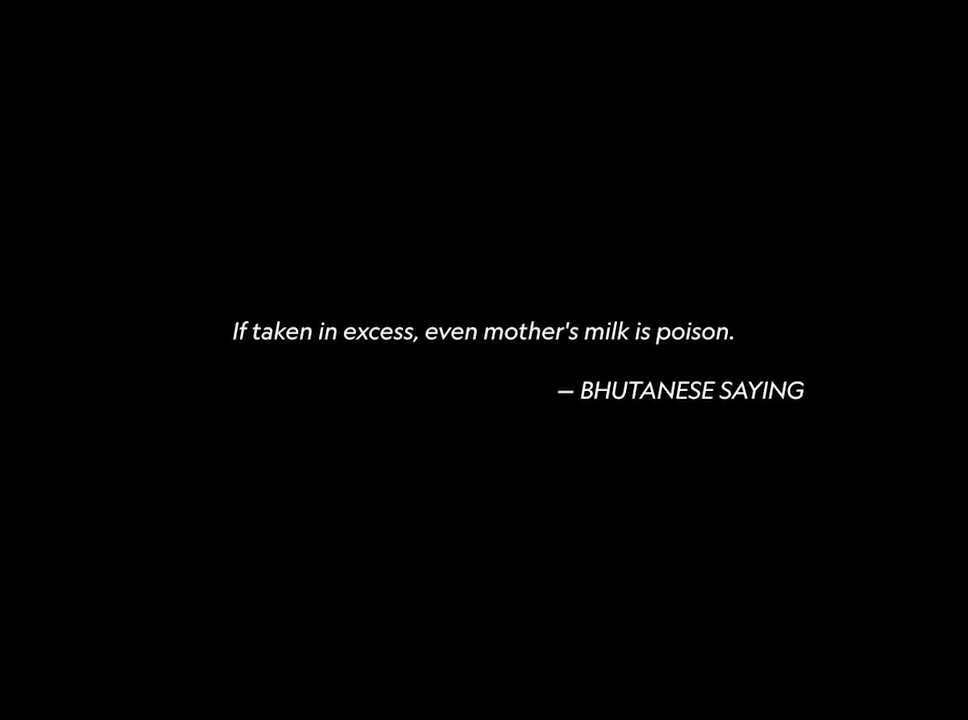 If taken in excess, even mother's milk is poison.
– BHUTANESE SAYING